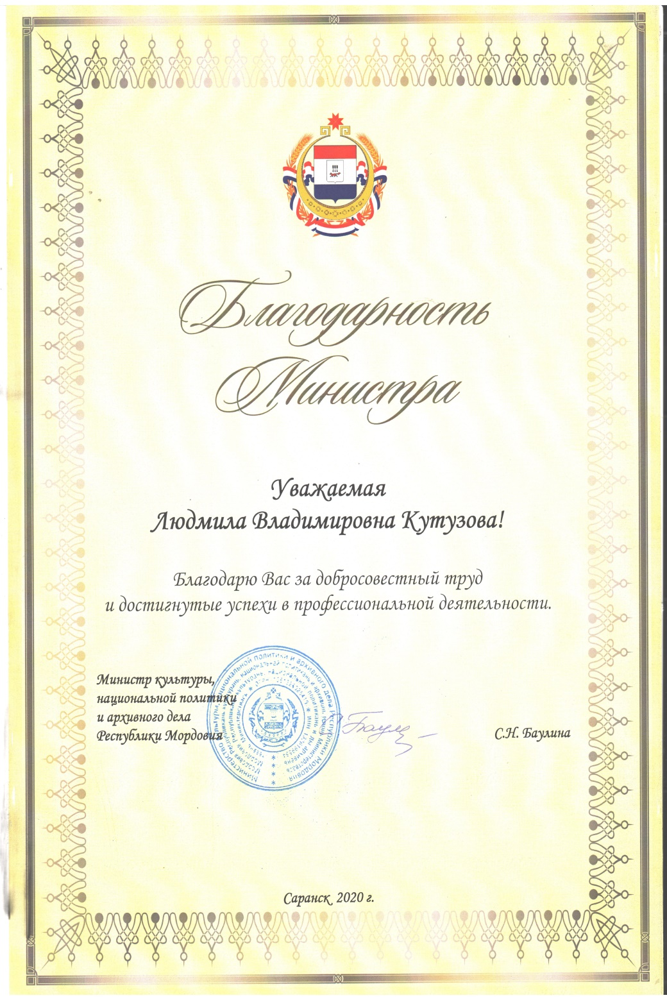 Благодарность
Министра
Уважаемая
Людмила Владимировна Кутузова!
Благодарю Вас за добросовестный труд
и достигнутые успехи в профессиональной деятельности.
Министр культуры,
национальной политики
и архивного дела
Республики Мордовия
С.Н. Баулина
Саранск 2020 г.